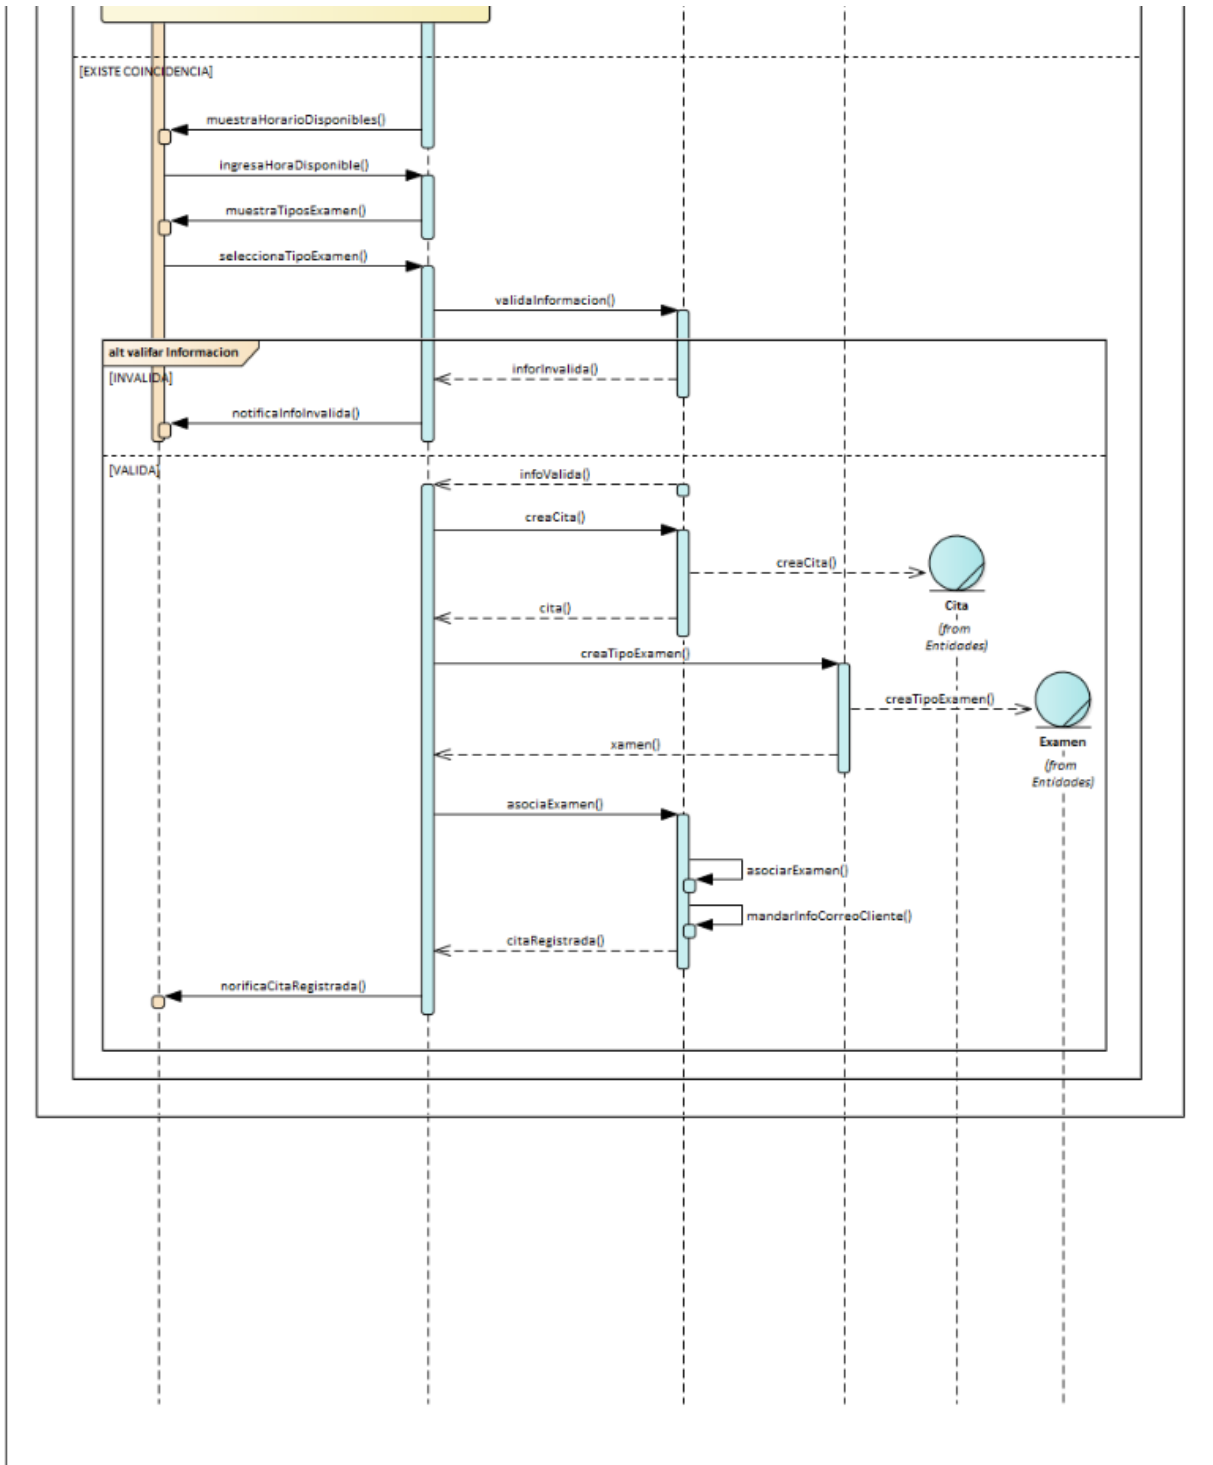 [EXISTE COINCIDENCIA]
muestraHorarioDisponibles()
ingresaHoraDisponible()
muestraTiposExamen()
seleccionaTipoExamen()
validaInformacion()
alt valifar Informacion
[INVALIDA]
inforInvalida()
notificaInfoInvalida()
[VALIDA]
infoValida()
creaCita()
creaCita()
Cita
(from
Entidades)
cita()
creaTipoExamen()
creaTipoExamen()
Examen
(from
Entidades)
xamen()
asociaExamen()
asociarExamen()
mandarInfoCorreoCliente()
citaRegistrada()
norificaCitaRegistrada()